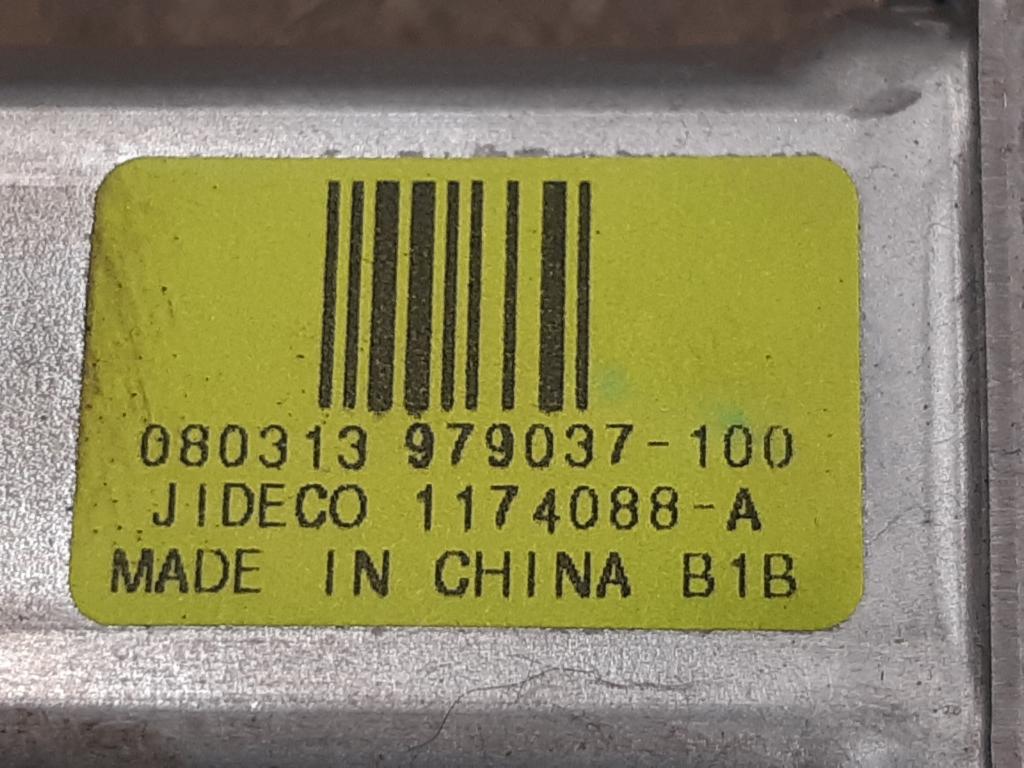 080313 979037-100
JIDECO 1174088-A
MADE IN CHINA B1B